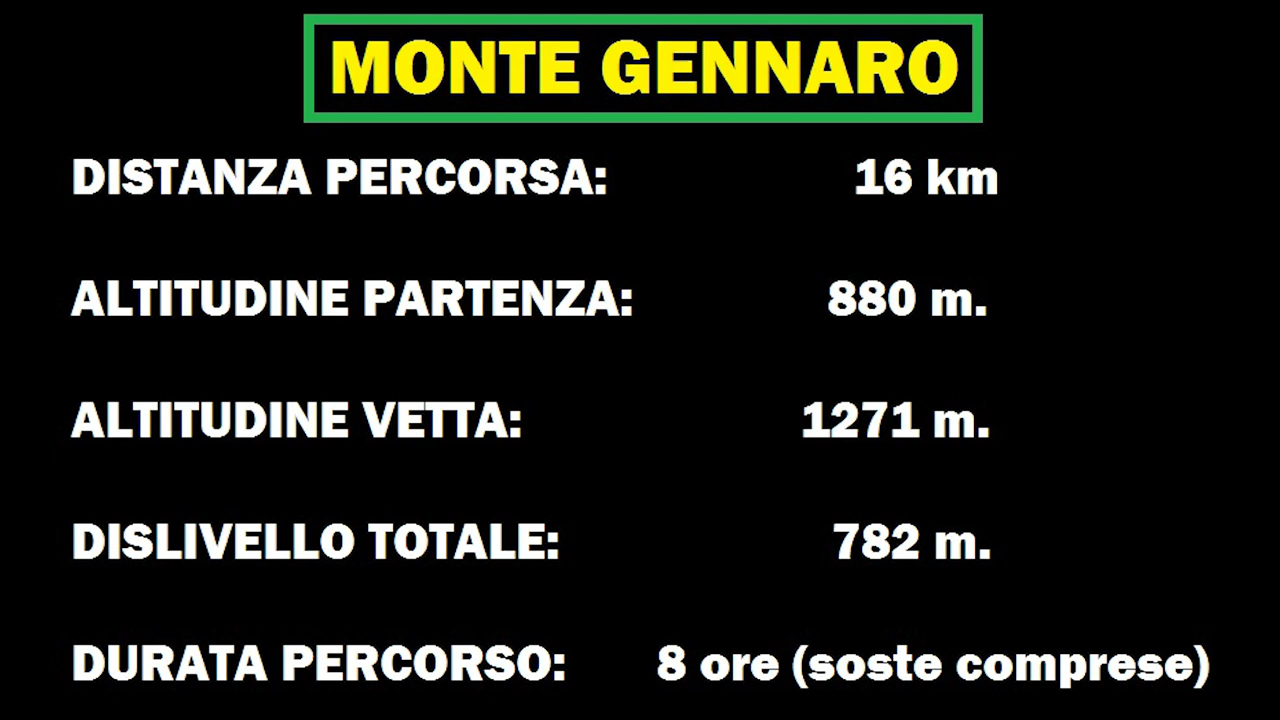 MONTE GENNARO
DISTANZA PERCORSA: 16 km
ALTITUDINE PARTENZA: 880 m.
ALTITUDINE VETTA: 1271 m.
DISLIVELLO TOTALE: 782 m.
DURATA PERCORSO: 8 ore (soste comprese)